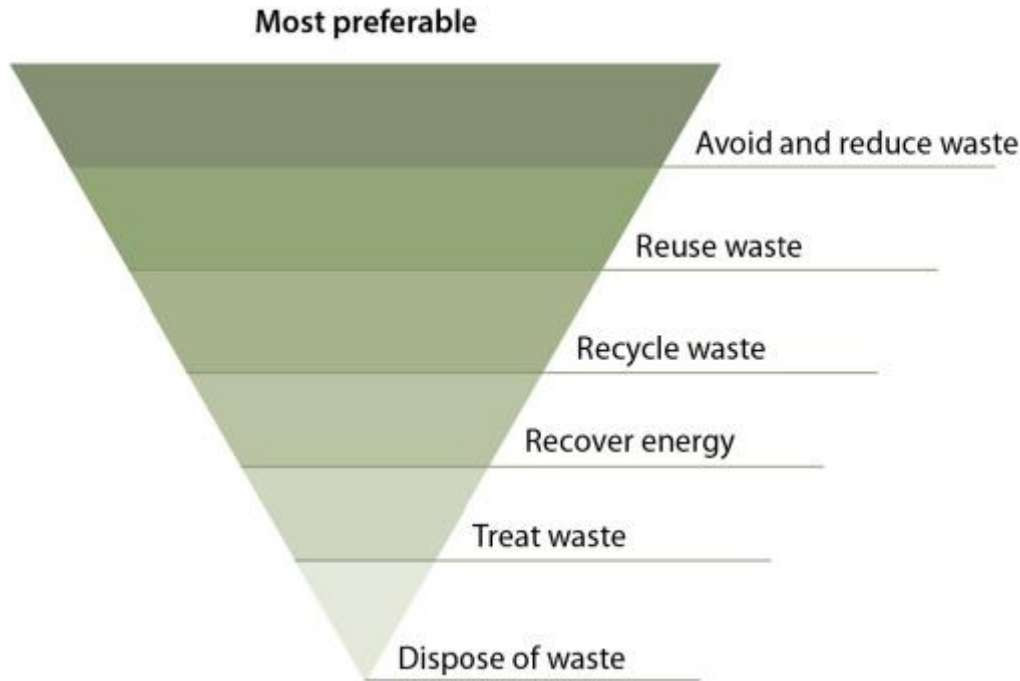 Most preferable
Avoid and reduce waste
Reuse waste
Recycle waste
Recover energy
Treat waste
Dispose of waste